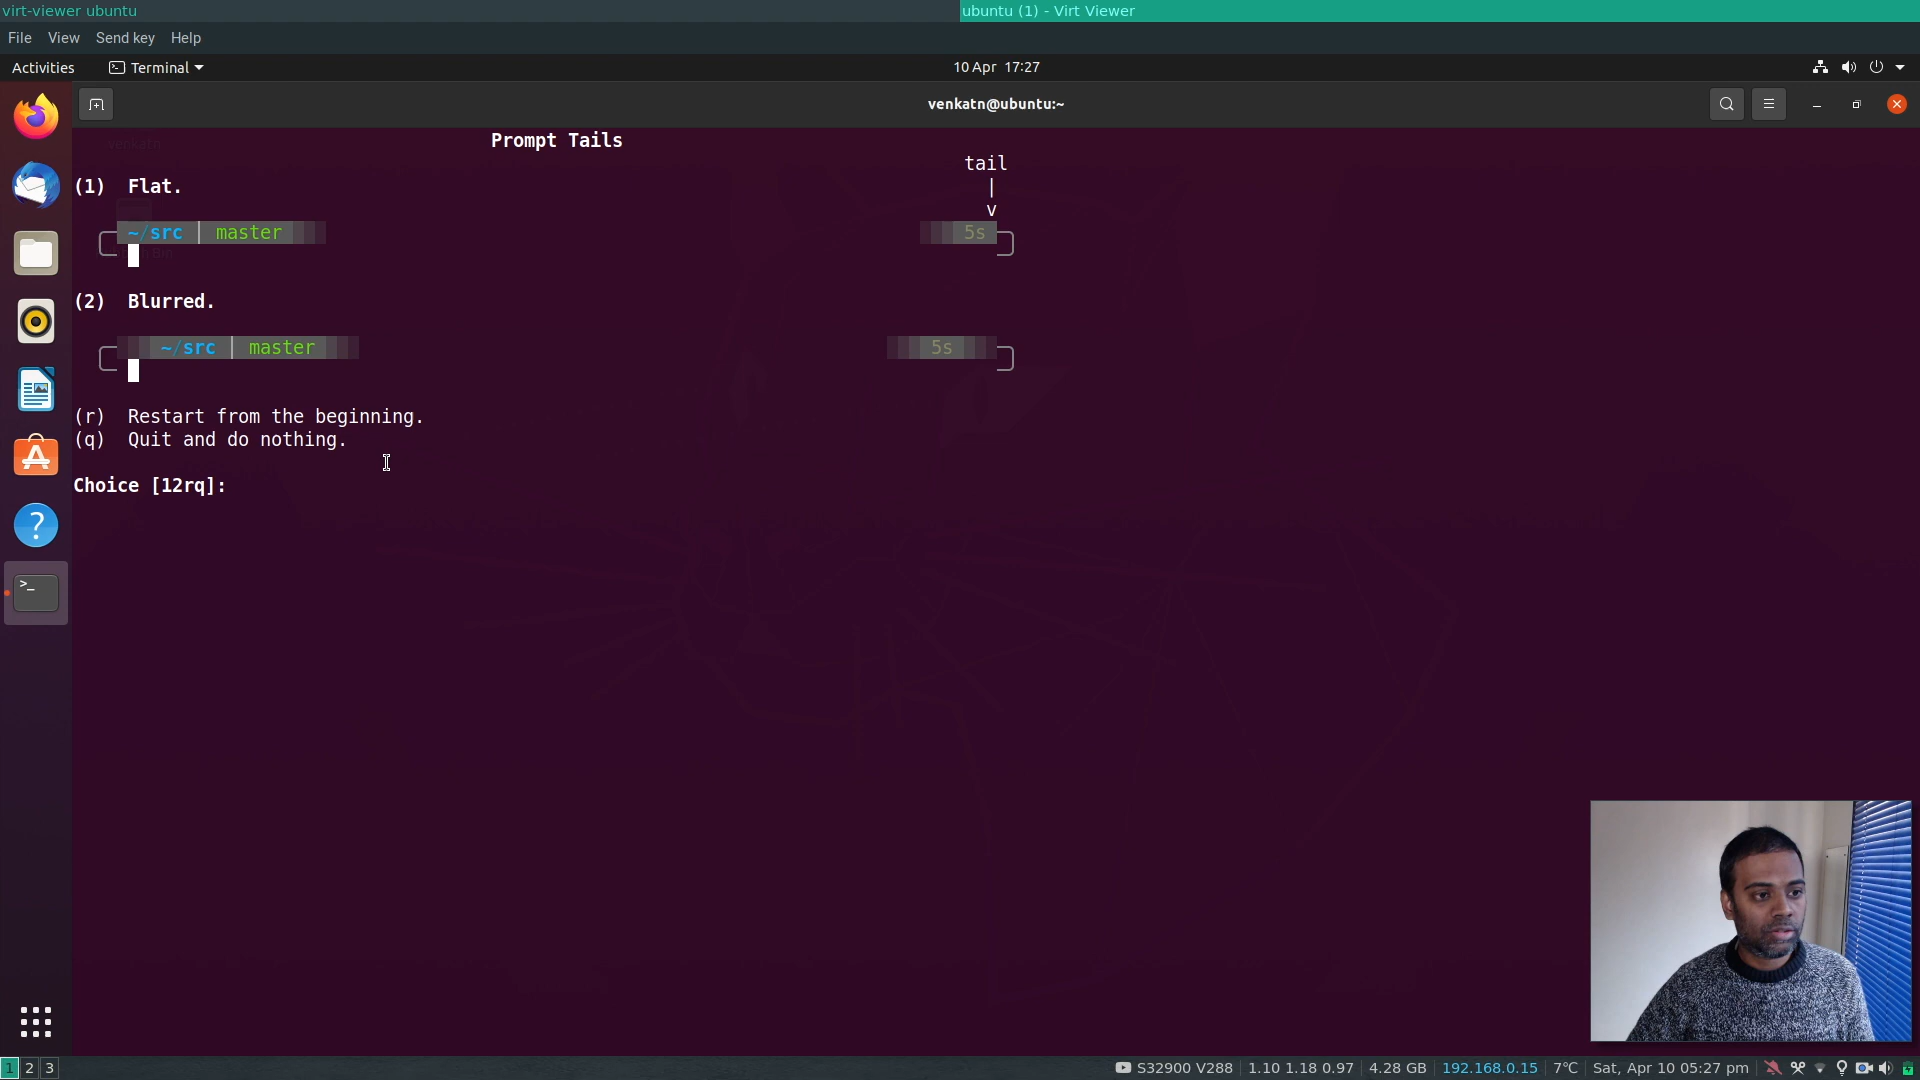 virt-viewer ubuntu
ubuntu (1) - Virt Viewer
File View Send key Help
Activities Terminal 10 Apr 17:27
venkatn@ubuntu:~
Prompt Tails
tail
(1) Flat.
|
v
~/src | master 5s
(2) Blurred.
~/src | master 5s
(r) Restart from the beginning.
(q) Quit and do nothing.
Choice [12rq]:
1 2 3 S32900 V288 1.10 1.18 0.97 4.28 GB 192.168.0.15 7°C Sat, Apr 10 05:27 pm